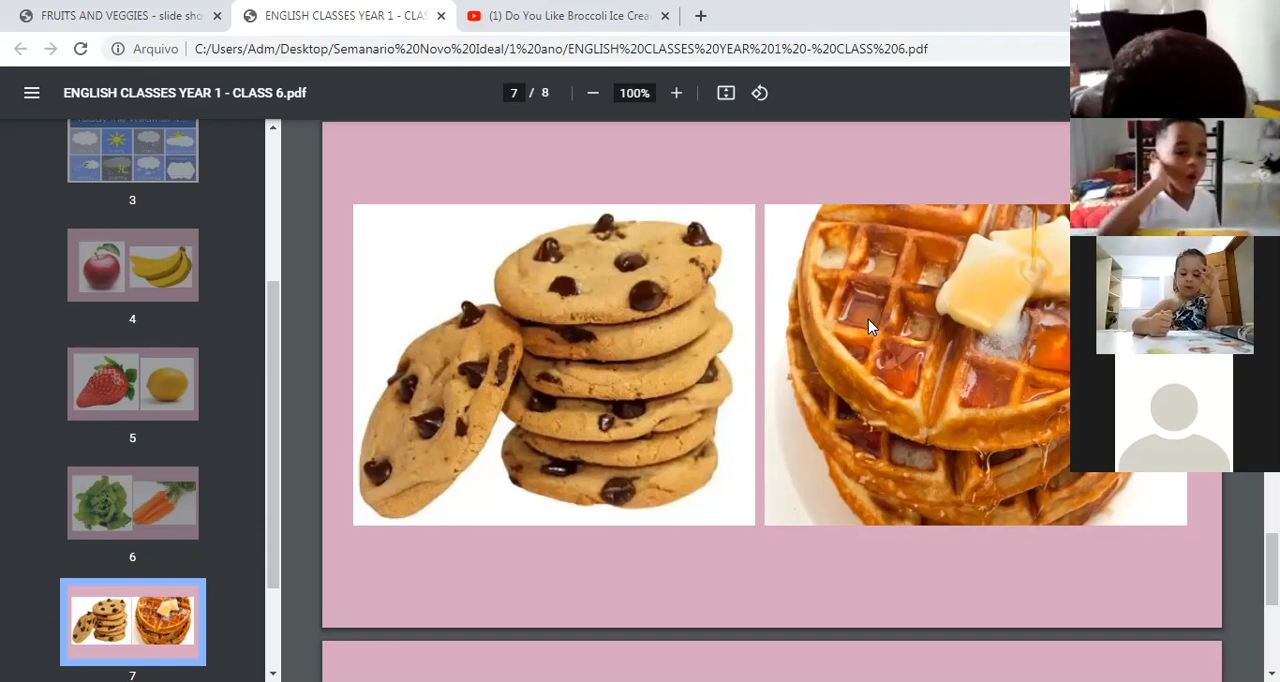 FRUITS AND VEGGIES - slide sho
ENGLISH CLASSES YEAR 1 - CLAS
(1) Do You Like Broccoli Ice Crea
Arquivo
C:/Users/Adm/Desktop/Semanario%20Novo%20Ideal/1%20ano/ENGLISH%20CLASSES%20YEAR%201%20-%20CLASS%206.pdf
ENGLISH CLASSES YEAR 1 - CLASS 6.pdf
7 / 8
100%
3
4
5
6
7